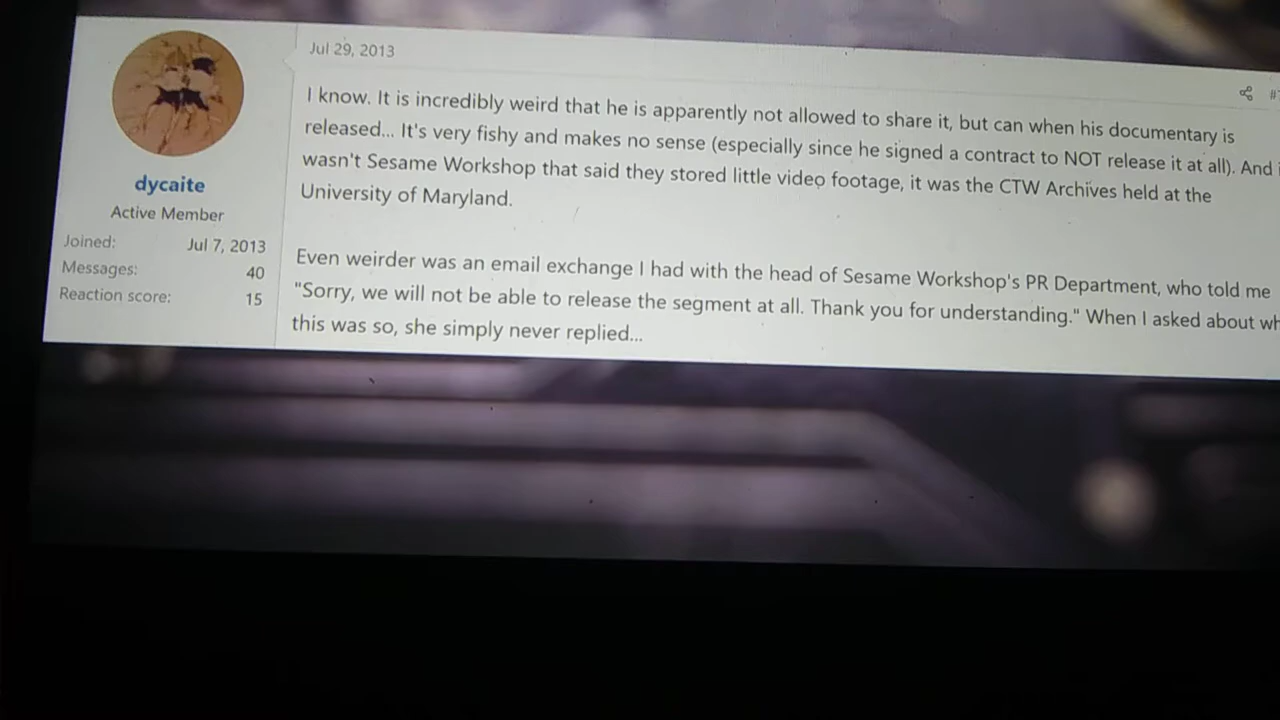 Jul 29, 2013
I know. It is incredibly weird that he is apparently not allowed to share it, but can when his documentary is
released... It's very fishy and makes no sense (especially since he signed a contract to NOT release it at all). And
wasn't Sesame Workshop that said they stored little video footage, it was the CTW Archives held at the
University of Maryland.
Even weirder was an email exchange I had with the head of Sesame Workshop's PR Department, who told me
"Sorry, we will not be able to release the segment at all. Thank you for understanding." When I asked about
this was so, she simply never replied...
dycaite
Active Member
Joined: Jul 7, 2013
Messages: 40
Reaction score: 15